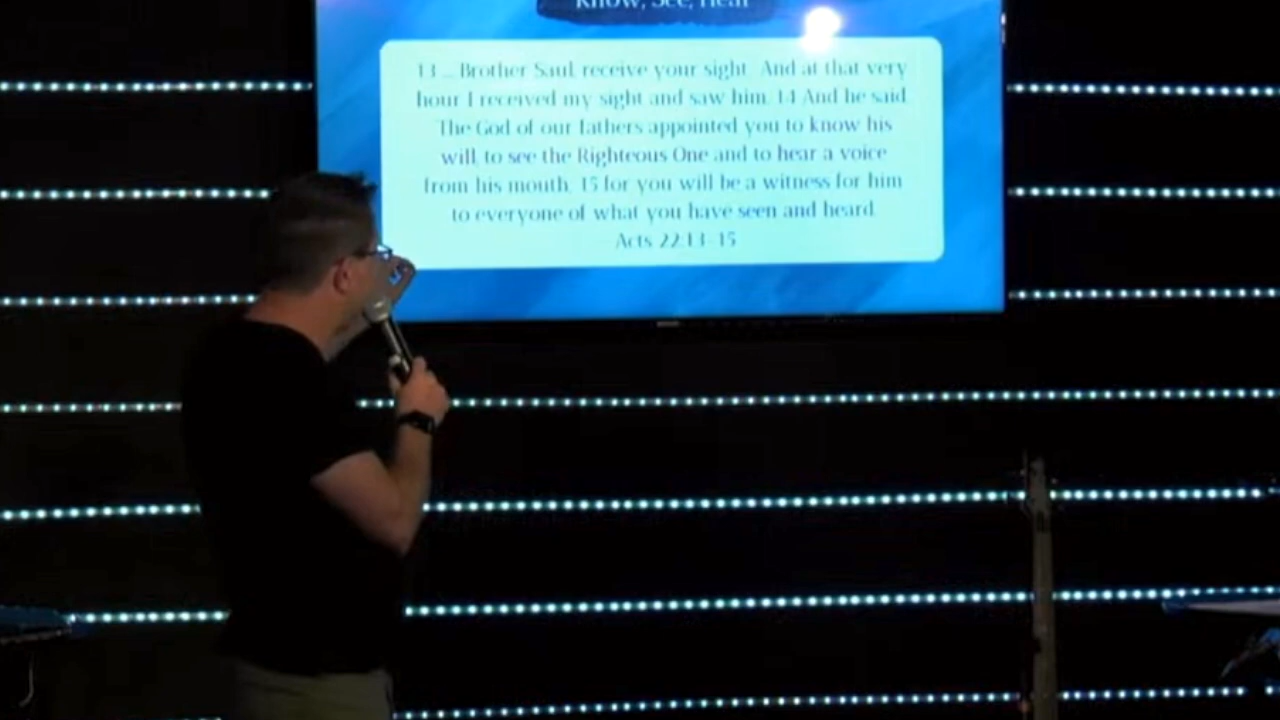 Know, See, Hear
13 ... Brother Saul, receive your sight. And at that very
hour I received my sight and saw him. 14 And he said
The God of our fathers appointed you to know his
will, to see the Righteous One and to hear a voice
from his mouth, 15 for you will be a witness for him
to everyone of what you have seen and heard.
Acts 22:13-15